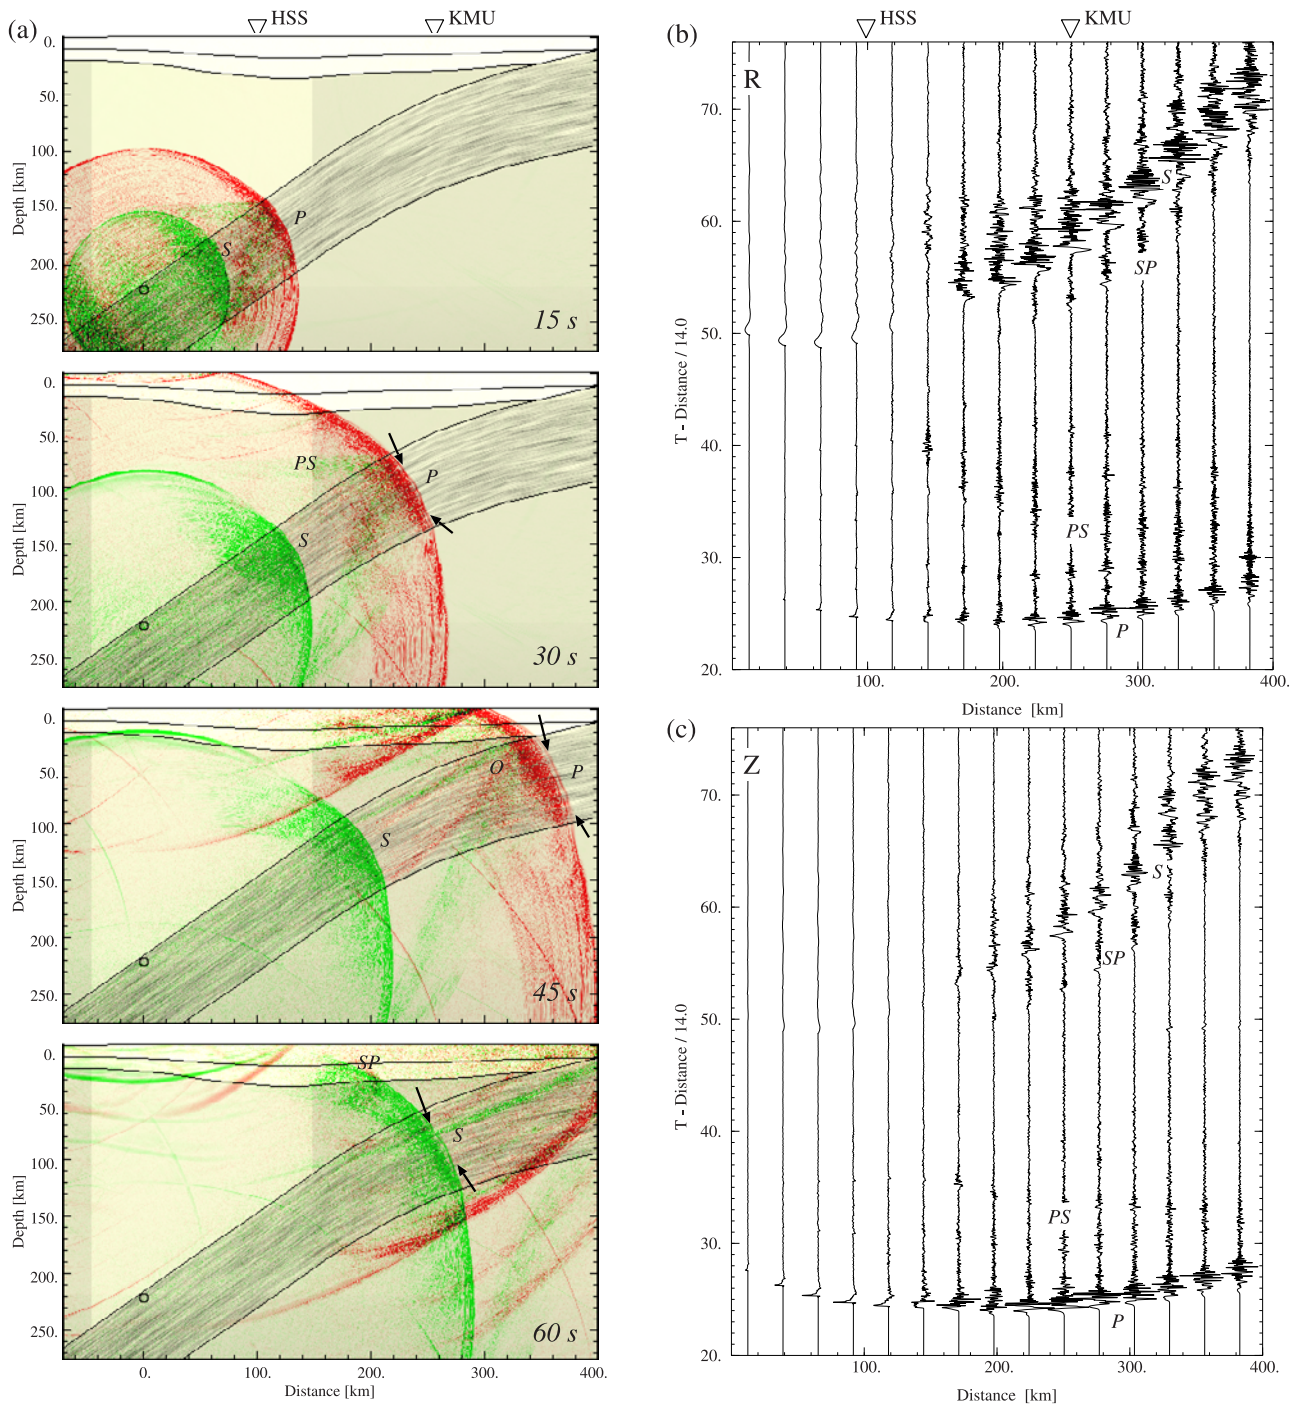 (a)
HSS
KMU
0.
50.
100.
150.
200.
250.
Depth [km]
P
S
15 s
0.
50.
100.
150.
200.
250.
Depth [km]
PS
P
S
30 s
0.
50.
100.
150.
200.
250.
Depth [km]
O
P
S
45 s
0.
50.
100.
150.
200.
250.
Depth [km]
SP
S
60 s
0.
100.
200.
300.
400.
Distance [km]
(b)
HSS
KMU
R
70.
60.
50.
40.
30.
20.
T - Distance / 14.0
S
SP
PS
P
100.
200.
300.
400.
Distance [km]
(c)
Z
70.
60.
50.
40.
30.
20.
T - Distance / 14.0
S
SP
PS
P
100.
200.
300.
400.
Distance [km]